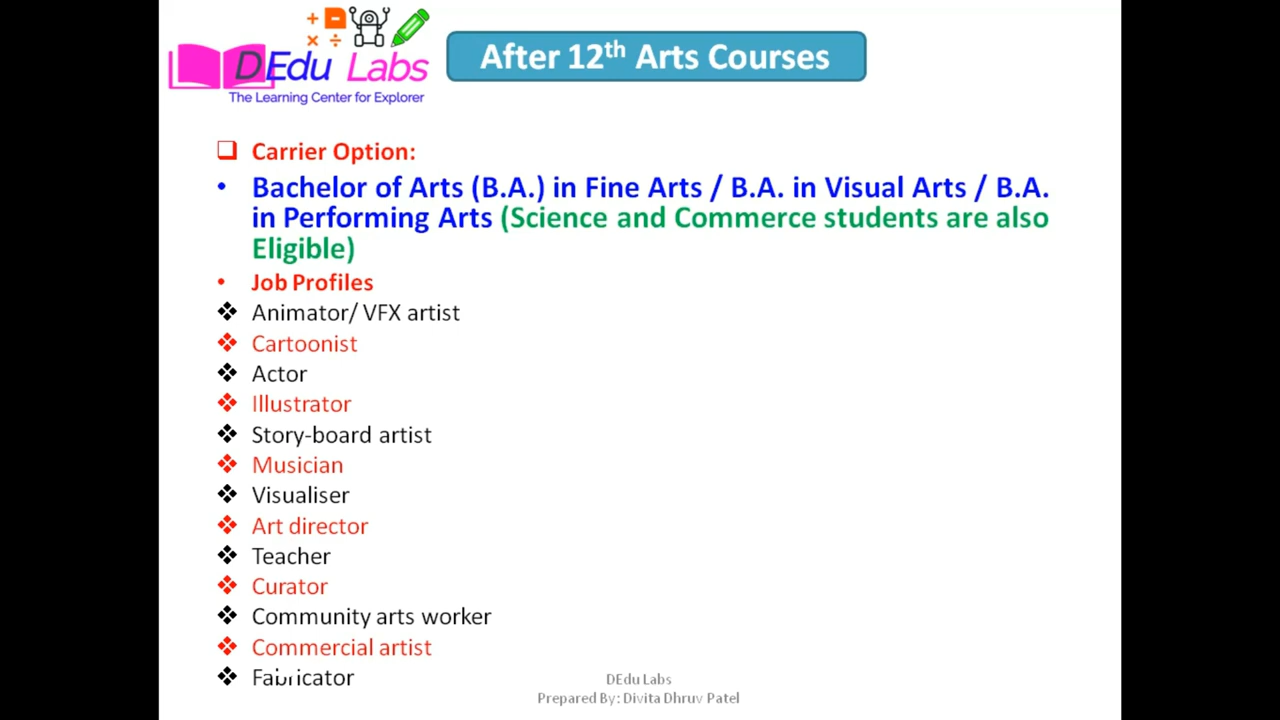 DEdu Labs
The Learning Center for Explorer
After 12th Arts Courses
Carrier Option:
Bachelor of Arts (B.A.) in Fine Arts / B.A. in Visual Arts / B.A.
in Performing Arts (Science and Commerce students are also
Eligible)
Job Profiles
Animator/ VFX artist
Cartoonist
Actor
Illustrator
Story-board artist
Musician
Visualiser
Art director
Teacher
Curator
Community arts worker
Commercial artist
Fabricator
DEdu Labs
Prepared By: Divita Dhruv Patel